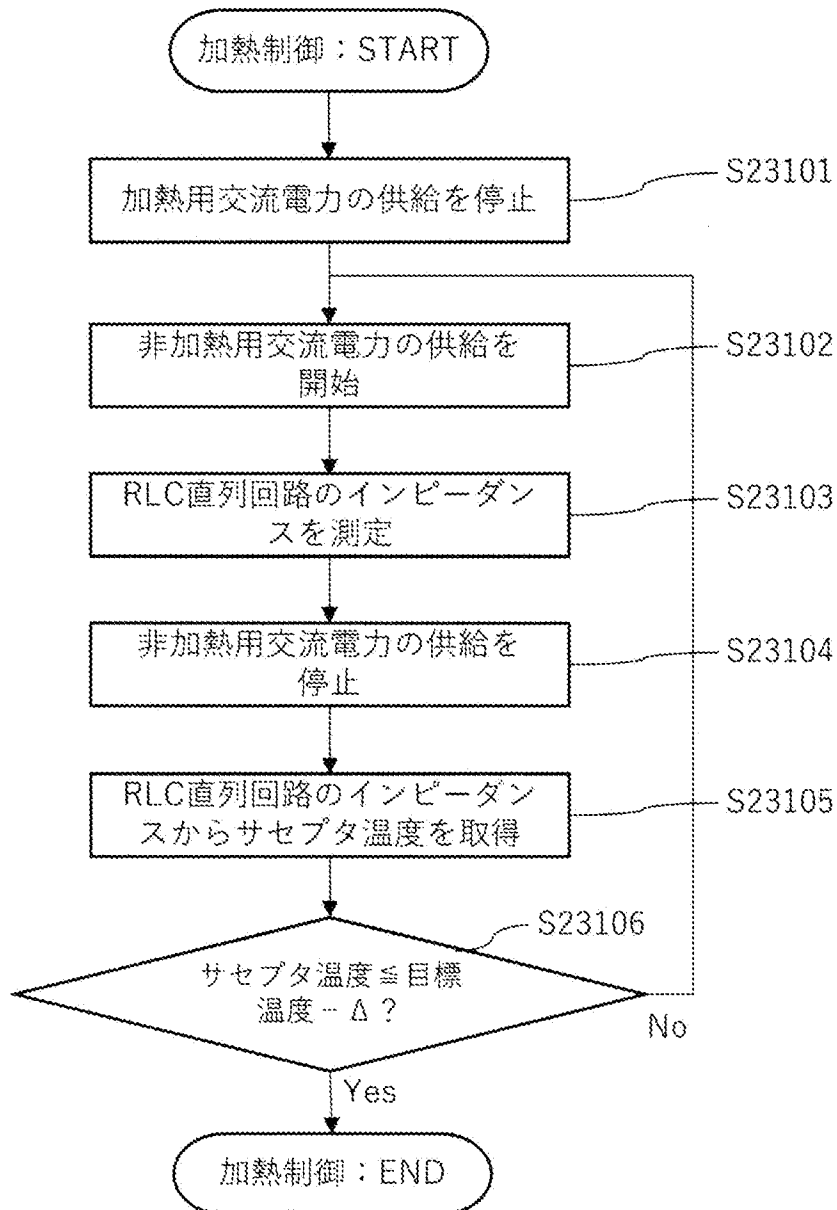 加熱制御：START
加熱用交流電力の供給を停止
S23101
非加熱用交流電力の供給を
開始
S23102
RLC直列回路のインピーダン
スを測定
S23103
非加熱用交流電力の供給を
停止
S23104
RLC直列回路のインピーダン
スからサセプタ温度を取得
S23105
S23106
サセプタ温度≦目標
温度－Δ？
No
Yes
加熱制御：END